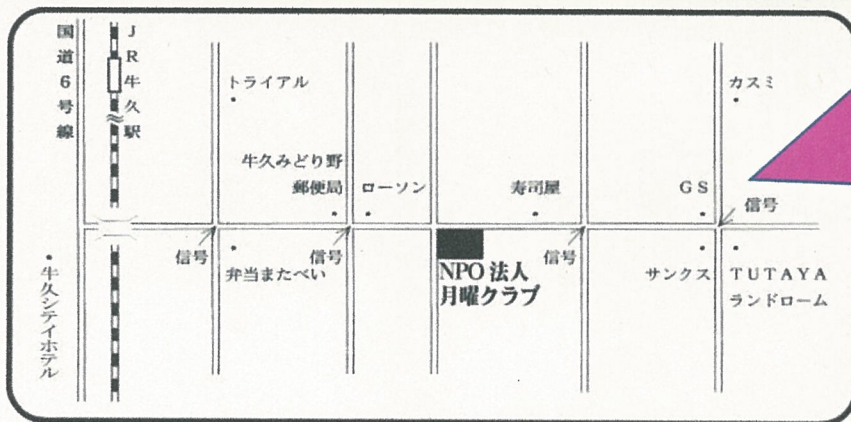 国道6号線
JR牛久駅
トライアル
カスミ
牛久みどり野
郵便局
ローソン
寿司屋
GS
信号
信号
信号
信号
弁当またべい
NPO法人
月曜クラブ
サンクス
TUTAYA
ランドローム
牛久シテイホテル